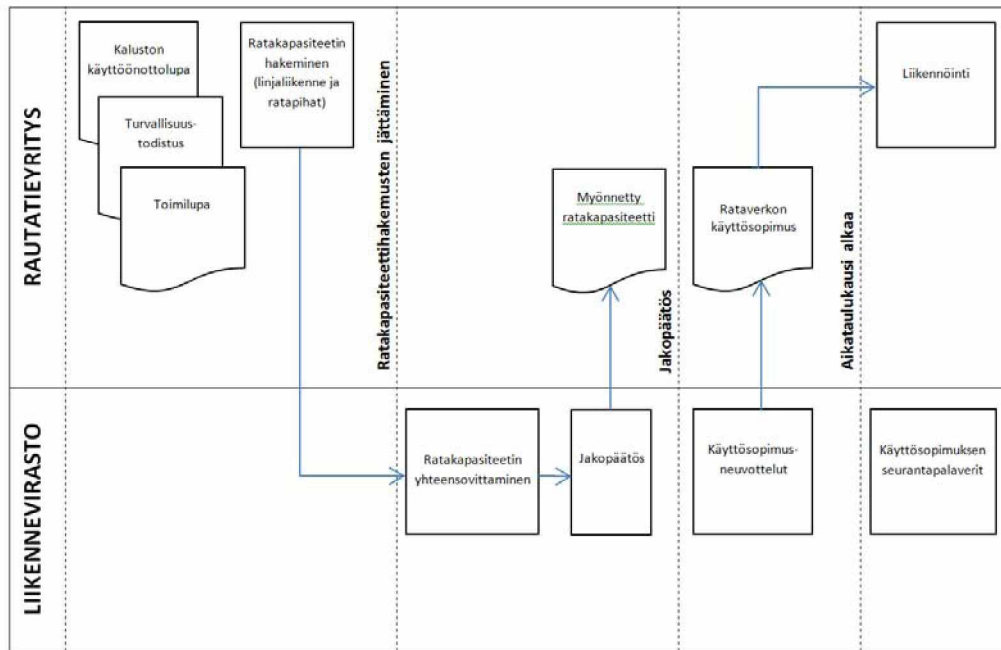 RAUTATIEYRITYS
Kaluston
käyttöönottolupa
Turvallisuus-
todistus
Toimilupa
Ratakapasiteetin
hakeminen
(linjaliikenne ja
ratapihat)
Ratakapasiteettihakemusten jättäminen
Myönnetty
ratakapasiteetti
Jakopäätös
Rataverkon
käyttösopimus
Aikataulukausi alkaa
Liikennöinti
LIIKENNEVIRASTO
Ratakapasiteetin
yhteensovittaminen
Jakopäätös
Käyttösopimus-
neuvottelut
Käyttösopimuksen
seurantapalaverit